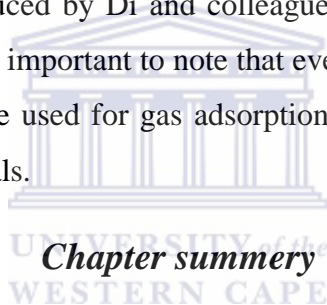 uced by Di and colleague
important to note that eve
e used for gas adsorption
als.
UNIVERSITY of the
Chapter summery
WESTERN CAPE